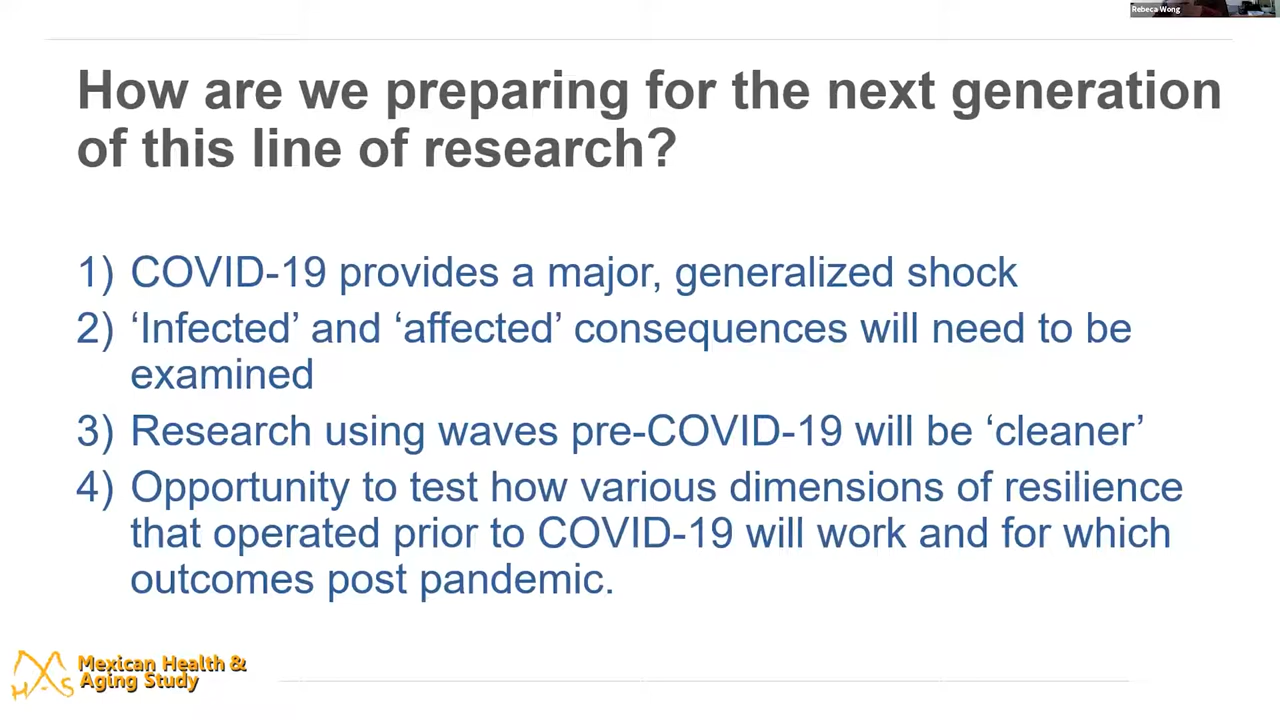 Rebeca Wong
How are we preparing for the next generation
of this line of research?
1) COVID-19 provides a major, generalized shock
2) ‘Infected’ and ‘affected’ consequences will need to be
examined
3) Research using waves pre-COVID-19 will be ‘cleaner’
4) Opportunity to test how various dimensions of resilience
that operated prior to COVID-19 will work and for which
outcomes post pandemic.
H-A-S
Mexican Health &
Aging Study